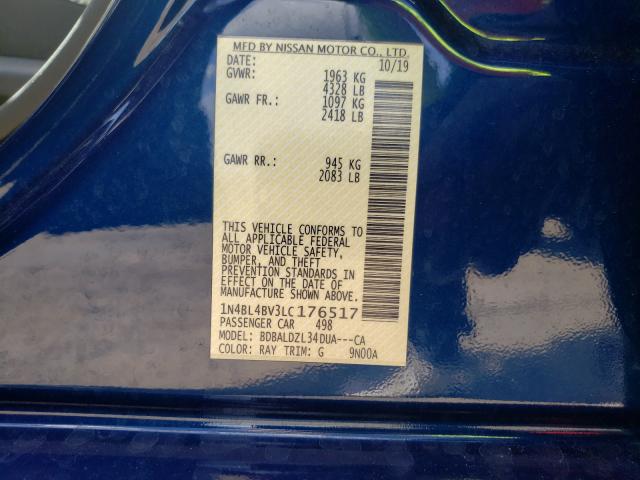 MFD BY NISSAN MOTOR CO., LTD.
DATE: 10/19
GVWR: 1963 KG
4328 LB
GAWR FR.: 1097 KG
2418 LB
GAWR RR.: 945 KG
2083 LB
THIS VEHICLE CONFORMS TO
ALL APPLICABLE FEDERAL
MOTOR VEHICLE SAFETY,
BUMPER, AND THEFT
PREVENTION STANDARDS IN
EFFECT ON THE DATE OF
MANUFACTURE SHOWN ABOVE.
1N4BL4BV3LC176517
PASSENGER CAR 498
MODEL: BDBALDZL34DUA---CA
COLOR: RAY TRIM: G 9N00A